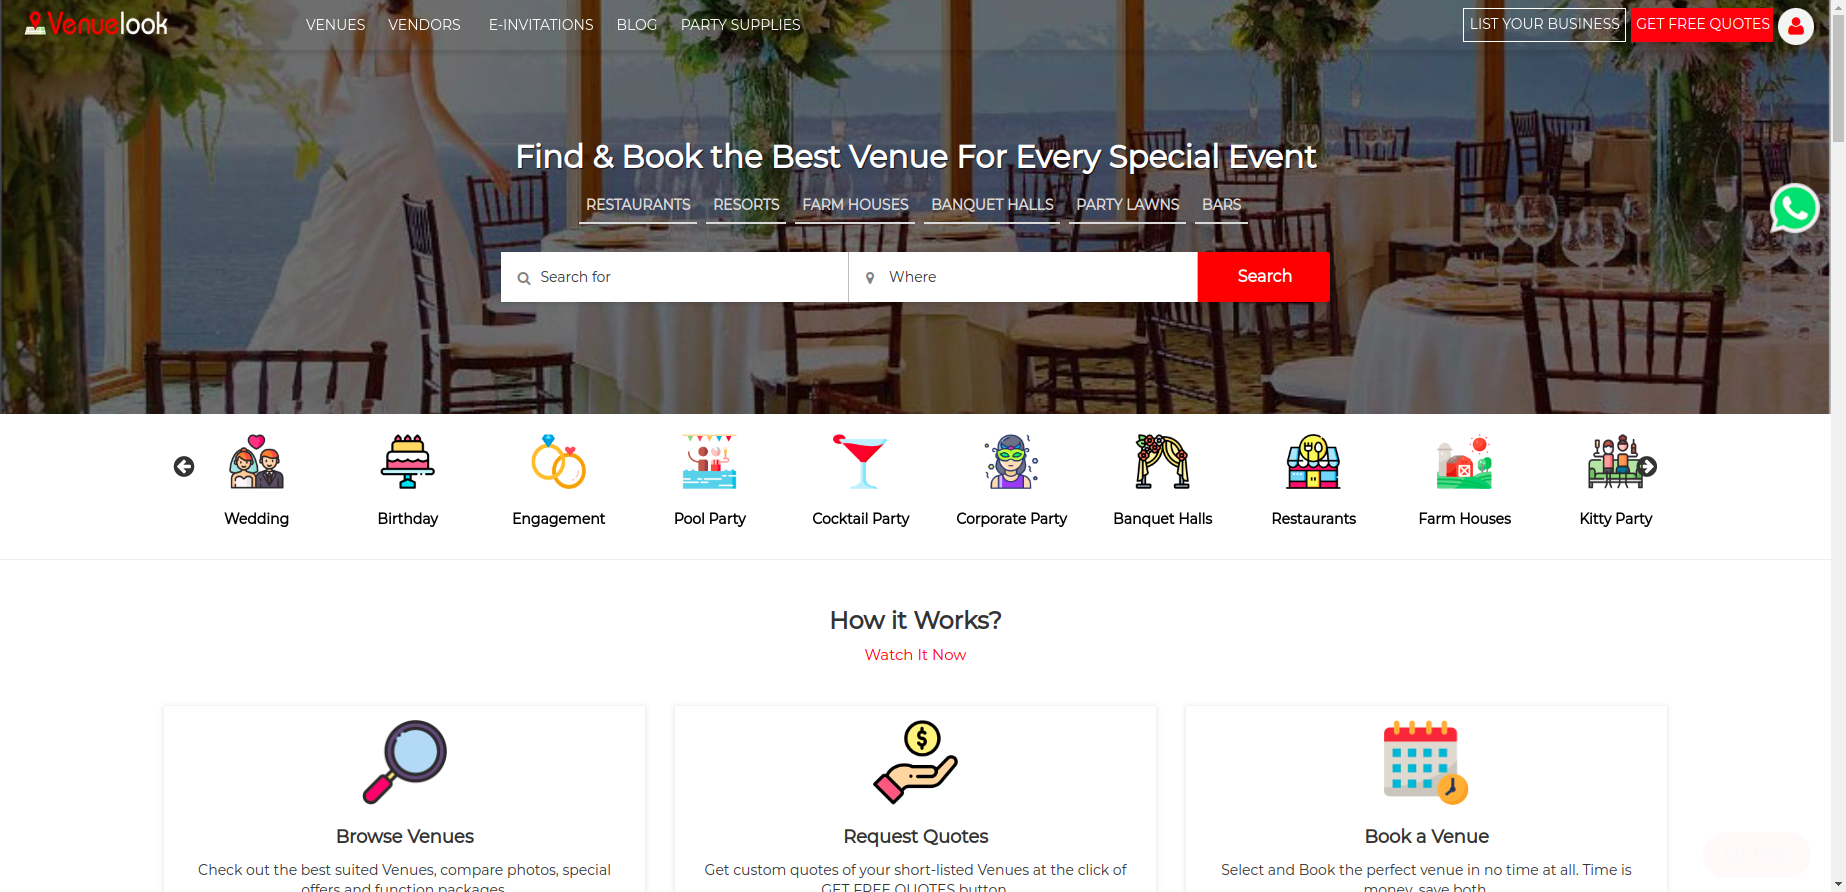 Venuelook
VENUES VENDORS E-INVITATIONS BLOG PARTY SUPPLIES
LIST YOUR BUSINESS GET FREE QUOTES
Find & Book the Best Venue For Every Special Event
RESTAURANTS RESORTS FARM HOUSES BANQUET HALLS PARTY LAWNS BARS
Search for Where Search
Wedding Birthday Engagement Pool Party Cocktail Party Corporate Party Banquet Halls Restaurants Farm Houses Kitty Party
How it Works?
Watch It Now
Browse Venues
Check out the best suited Venues, compare photos, special
offers and function packages.
Request Quotes
Get custom quotes of your short-listed Venues at the click of
GET FREE QUOTES button.
Book a Venue
Select and Book the perfect venue in no time at all. Time is
money, save both.